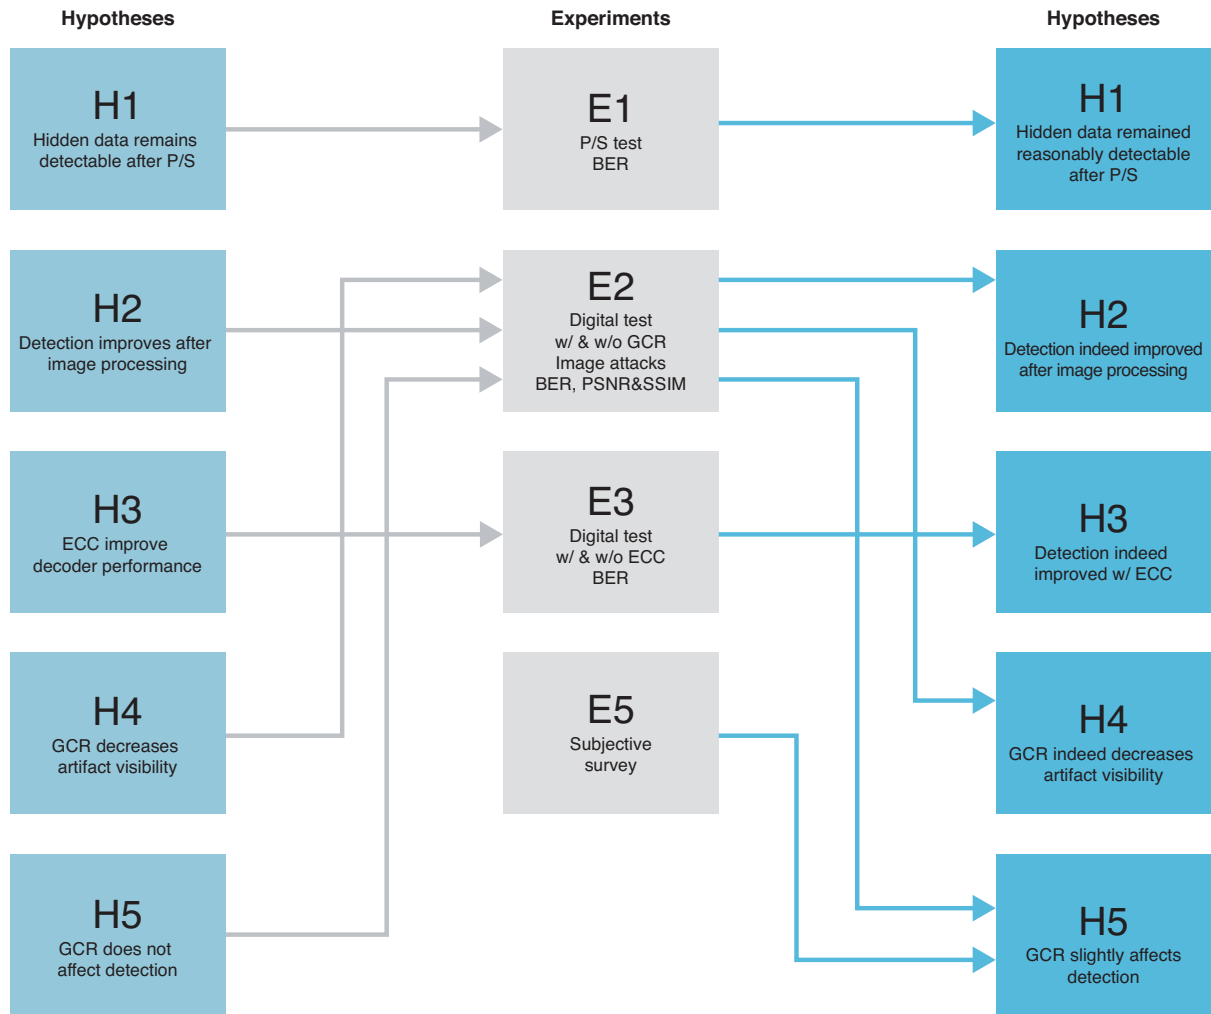 Hypotheses
Experiments
Hypotheses
H1
Hidden data remains
detectable after P/S
E1
P/S test
BER
H1
Hidden data remained
reasonably detectable
after P/S
H2
Detection improves after
image processing
E2
Digital test
w/ & w/o GCR
Image attacks
BER, PSNR&SSIM
H2
Detection indeed improved
after image processing
H3
ECC improve
decoder performance
E3
Digital test
w/ & w/o ECC
BER
H3
Detection indeed
improved w/ ECC
H4
GCR decreases
artifact visibility
E5
Subjective
survey
H4
GCR indeed decreases
artifact visibility
H5
GCR does not
affect detection
H5
GCR slightly affects
detection